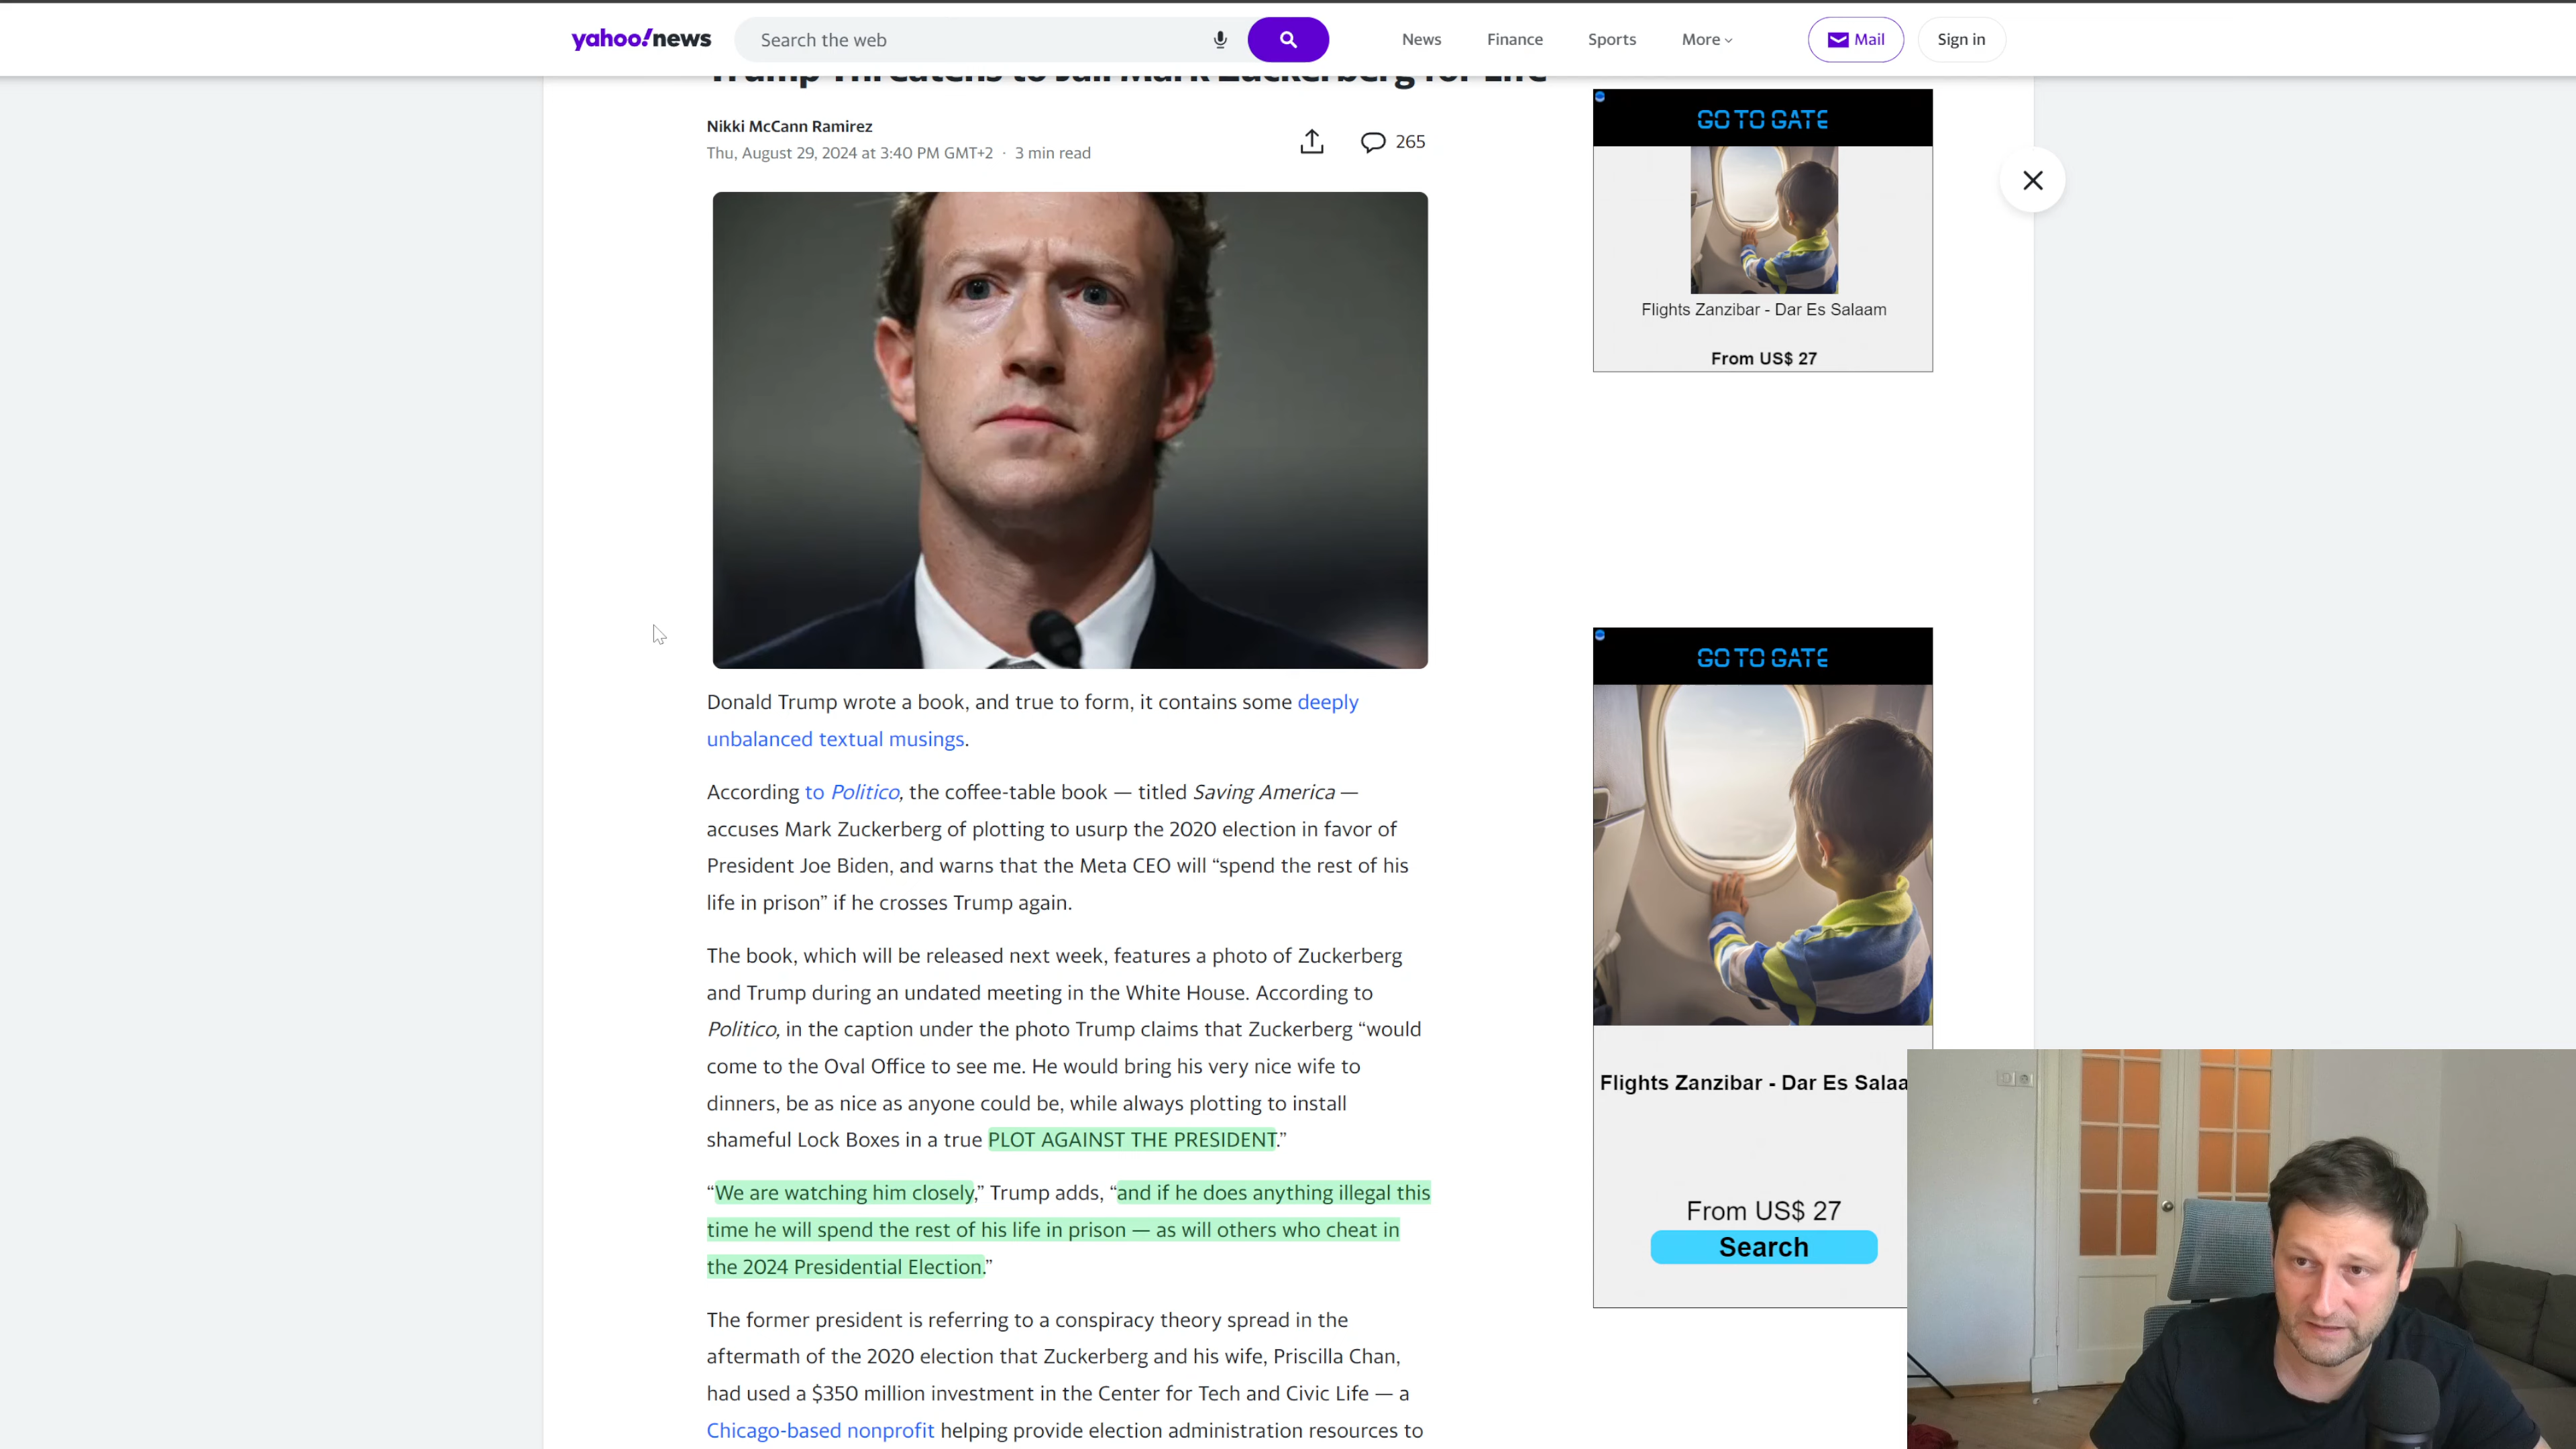 yahoo!news
Search the web
News
Finance
Sports
More
Mail
Sign in
Trump Threatens to Jail Mark Zuckerberg for Life
Nikki McCann Ramirez
Thu, August 29, 2024 at 3:40 PM GMT+2 · 3 min read
265
Donald Trump wrote a book, and true to form, it contains some deeply
unbalanced textual musings.
According to Politico, the coffee-table book — titled Saving America —
accuses Mark Zuckerberg of plotting to usurp the 2020 election in favor of
President Joe Biden, and warns that the Meta CEO will “spend the rest of his
life in prison” if he crosses Trump again.
The book, which will be released next week, features a photo of Zuckerberg
and Trump during an undated meeting in the White House. According to
Politico, in the caption under the photo Trump claims that Zuckerberg “would
come to the Oval Office to see me. He would bring his very nice wife to
dinners, be as nice as anyone could be, while always plotting to install
shameful Lock Boxes in a true PLOT AGAINST THE PRESIDENT.”
“We are watching him closely,” Trump adds, “and if he does anything illegal this
time he will spend the rest of his life in prison — as will others who cheat in
the 2024 Presidential Election.”
The former president is referring to a conspiracy theory spread in the
aftermath of the 2020 election that Zuckerberg and his wife, Priscilla Chan,
had used a $350 million investment in the Center for Tech and Civic Life — a
Chicago-based nonprofit helping provide election administration resources to
GO TO GATE
Flights Zanzibar - Dar Es Salaam
From US$ 27
GO TO GATE
Flights Zanzibar - Dar Es Salaa
From US$ 27
Search